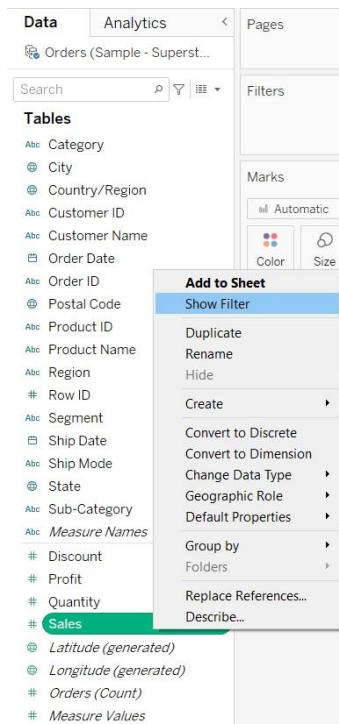 Data
Analytics
<
Orders (Sample - Superst...
Search
Tables
Abc Category
City
Country/Region
Abc Customer ID
Abc Customer Name
Order Date
Abc Order ID
Postal Code
Abc Product ID
Abc Product Name
Abc Region
# Row ID
Abc Segment
Ship Date
Abc Ship Mode
State
Abc Sub-Category
Abc Measure Names
# Discount
# Profit
# Quantity
# Sales
Latitude (generated)
Longitude (generated)
# Orders (Count)
# Measure Values
Pages
Filters
Marks
Automatic
Color
Size
Add to Sheet
Show Filter
Duplicate
Rename
Hide
Create
Convert to Discrete
Convert to Dimension
Change Data Type
Geographic Role
Default Properties
Group by
Folders
Replace References...
Describe...